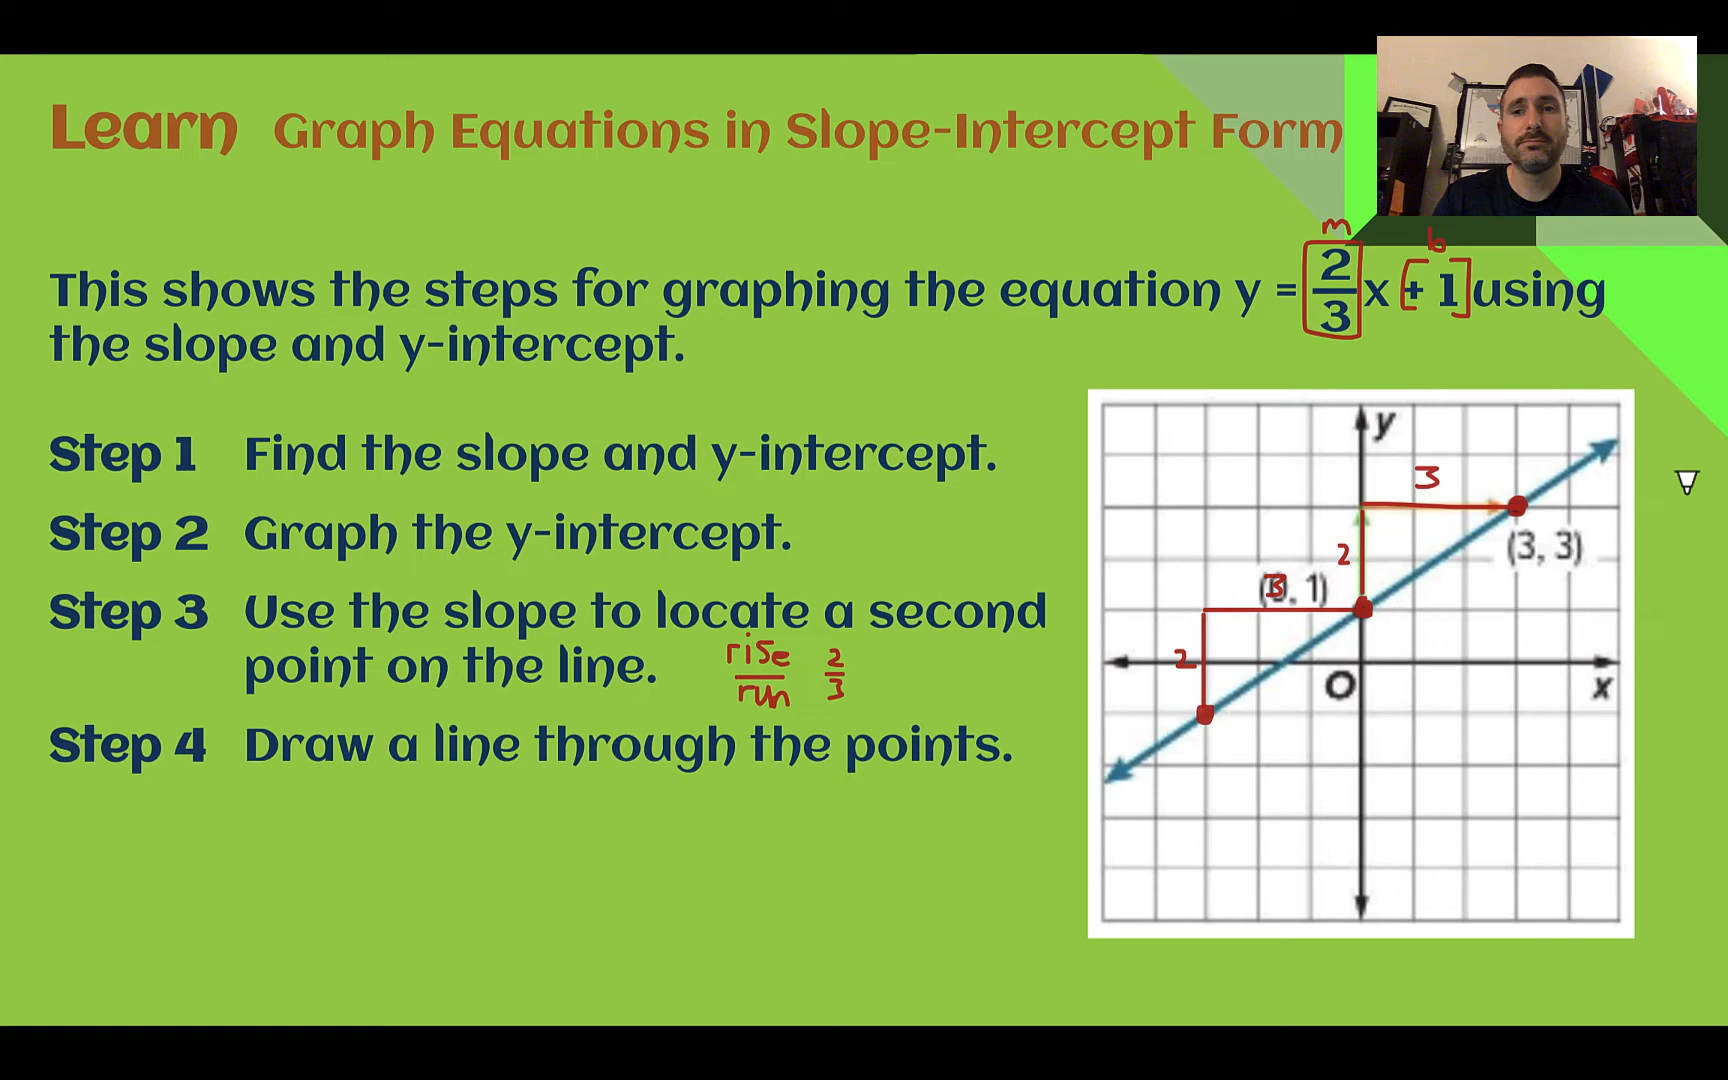 Learn Graph Equations in Slope-Intercept Form
m
b
This shows the steps for graphing the equation y = 2/3 x + 1 using
the slope and y-intercept.
Step 1 Find the slope and y-intercept.
Step 2 Graph the y-intercept.
Step 3 Use the slope to locate a second
point on the line.
rise/run 2/3
Step 4 Draw a line through the points.
y
3
2
(3, 3)
(0, 1)
3
2
O
x